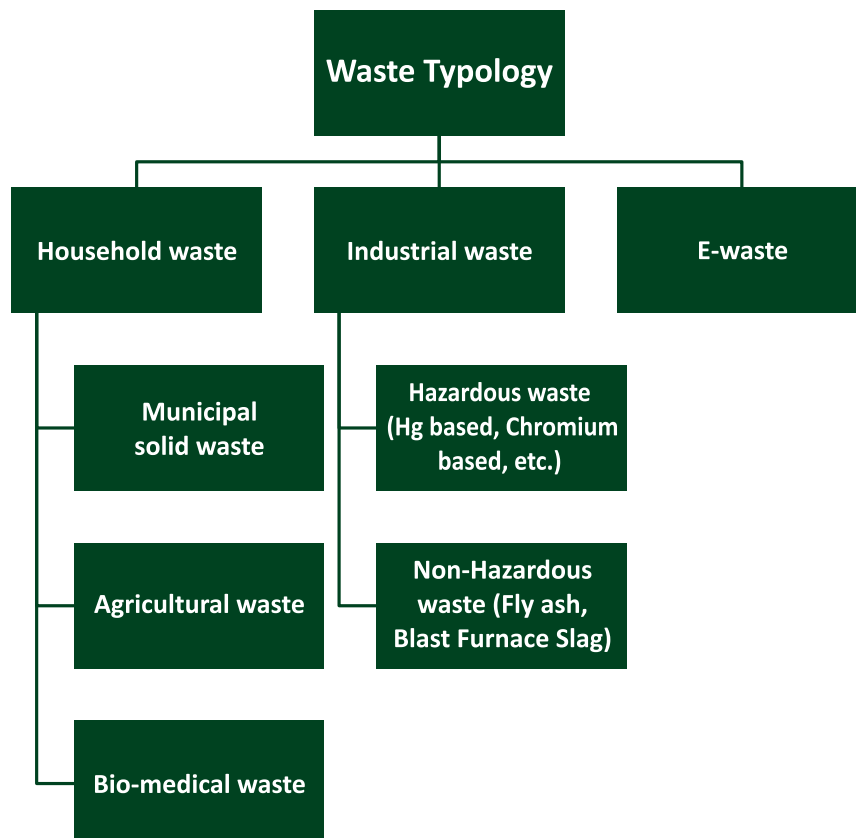 Waste Typology
Household waste
Industrial waste
E-waste
Municipal
solid waste
Hazardous waste
(Hg based, Chromium
based, etc.)
Agricultural waste
Non-Hazardous
waste (Fly ash,
Blast Furnace Slag)
Bio-medical waste